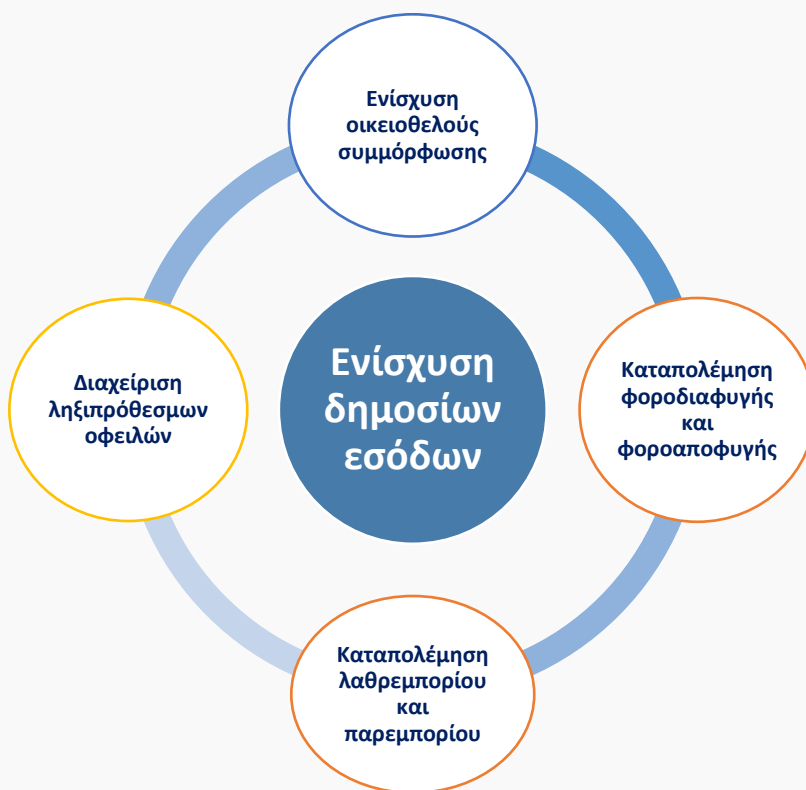 Ενίσχυση
οικειοθελούς
συμμόρφωσης
Διαχείριση
ληξιπρόθεσμων
οφειλών
Ενίσχυση
δημοσίων
εσόδων
Καταπολέμηση
φοροδιαφυγής
και
φοροαποφυγής
Καταπολέμηση
λαθρεμπορίου
και
παρεμπορίου